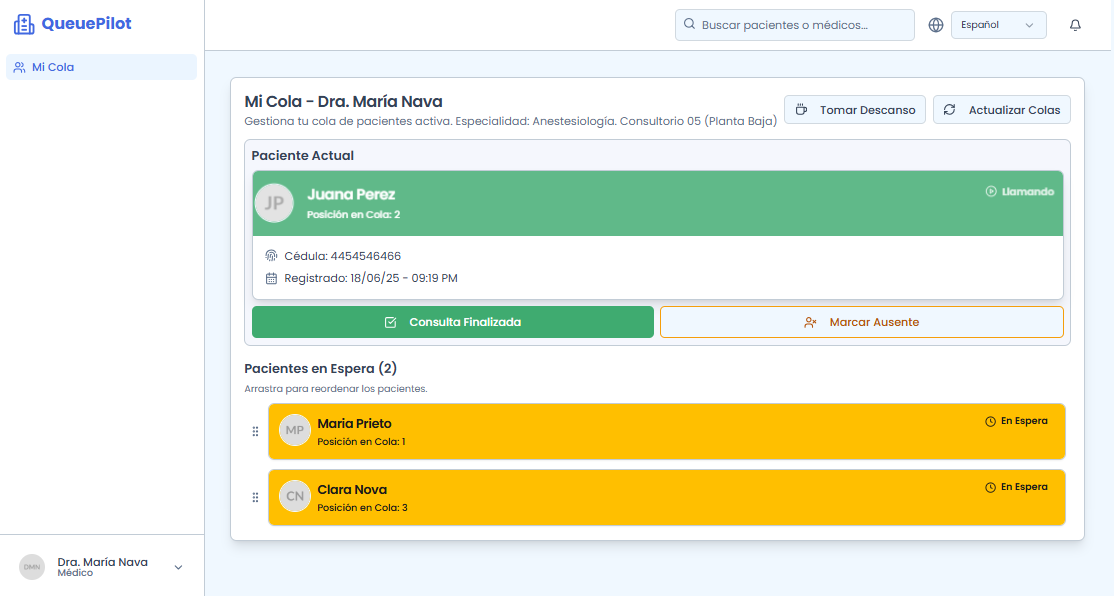 QueuePilot
Buscar pacientes o médicos...
Español
Mi Cola
Mi Cola - Dra. María Nava
Gestiona tu cola de pacientes activa. Especialidad: Anestesiología. Consultorio 05 (Planta Baja)
Tomar Descanso
Actualizar Colas
Paciente Actual
JP
Juana Perez
Posición en Cola: 2
Llamando
Cédula: 4454546466
Registrado: 18/06/25 - 09:19 PM
Consulta Finalizada
Marcar Ausente
Pacientes en Espera (2)
Arrastra para reordenar los pacientes.
MP
Maria Prieto
Posición en Cola: 1
En Espera
CN
Clara Nova
Posición en Cola: 3
En Espera
DMN
Dra. María Nava
Médico